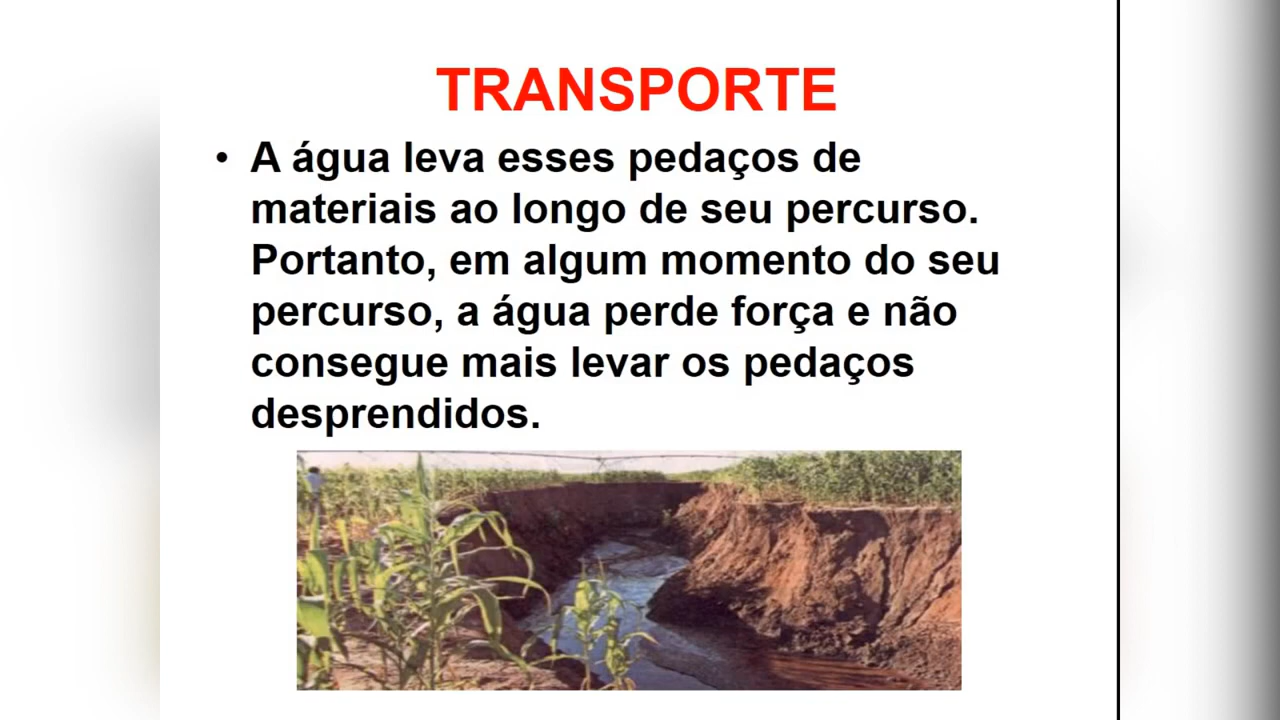 TRANSPORTE
• A água leva esses pedaços de
materiais ao longo de seu percurso.
Portanto, em algum momento do seu
percurso, a água perde força e não
consegue mais levar os pedaços
desprendidos.